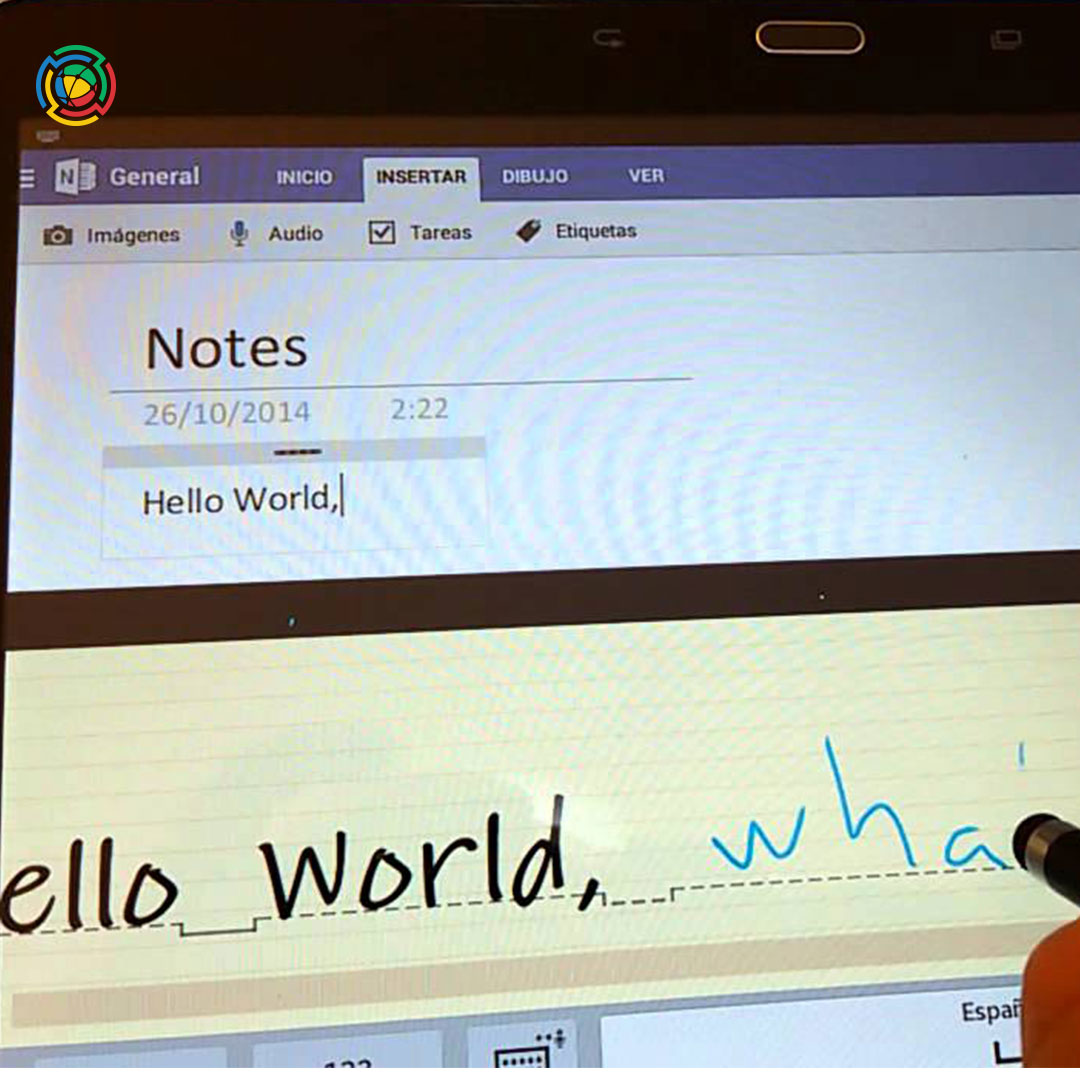 General INICIO INSERTAR DIBUJO VER
Imágenes Audio Tareas Etiquetas
Notes
26/10/2014 2:22
Hello World,
ello World, wha